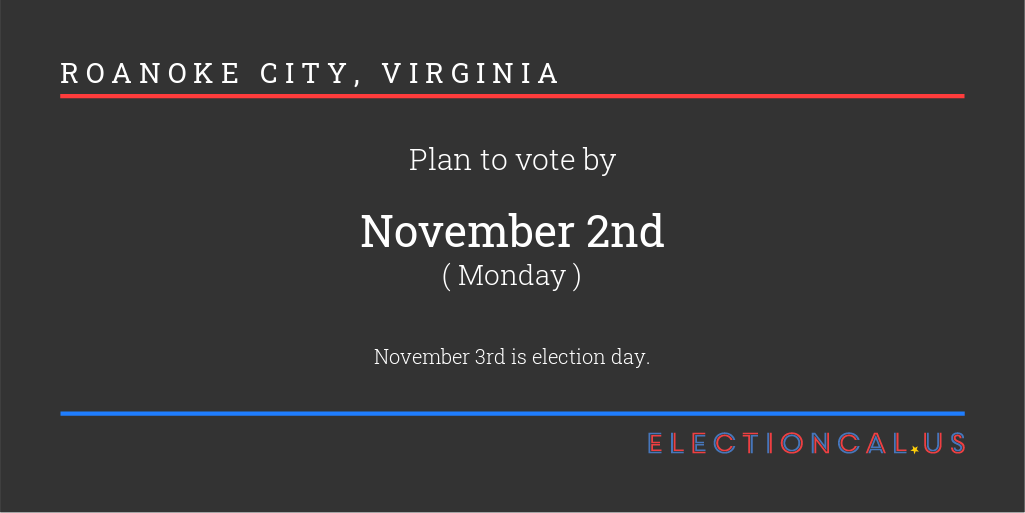 ROANOKE CITY, VIRGINIA
Plan to vote by
November 2nd
( Monday )
November 3rd is election day.
ELECTIONCAL.US